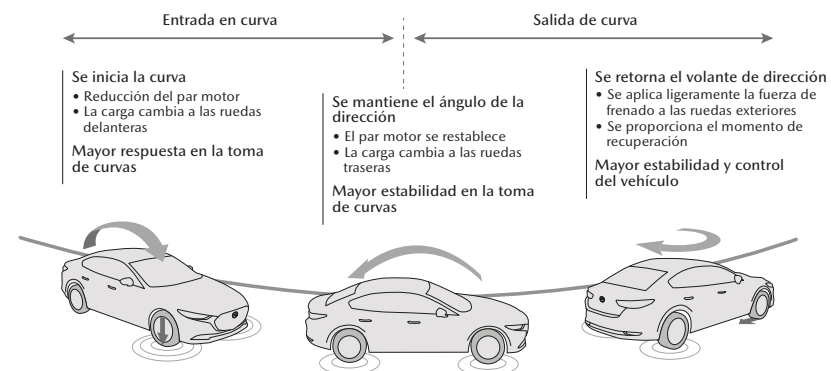 Entrada en curva
Salida de curva
Se inicia la curva
• Reducción del par motor
• La carga cambia a las ruedas
delanteras
Mayor respuesta en la toma
de curvas
Se mantiene el ángulo de la
dirección
• El par motor se restablece
• La carga cambia a las ruedas
traseras
Mayor estabilidad en la toma
de curvas
Se retorna el volante de dirección
• Se aplica ligeramente la fuerza de
frenado a las ruedas exteriores
• Se proporciona el momento de
recuperación
Mayor estabilidad y control
del vehículo